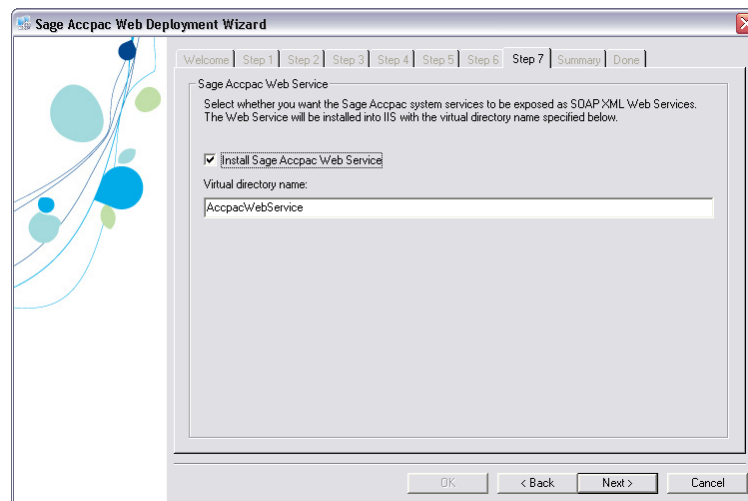 Sage Accpac Web Deployment Wizard
Welcome Step 1 Step 2 Step 3 Step 4 Step 5 Step 6 Step 7 Summary Done
Sage Accpac Web Service
Select whether you want the Sage Accpac system services to be exposed as SOAP XML Web Services.
The Web Service will be installed into IIS with the virtual directory name specified below.
Install Sage Accpac Web Service
Virtual directory name:
AccpacWebService
OK < Back Next > Cancel